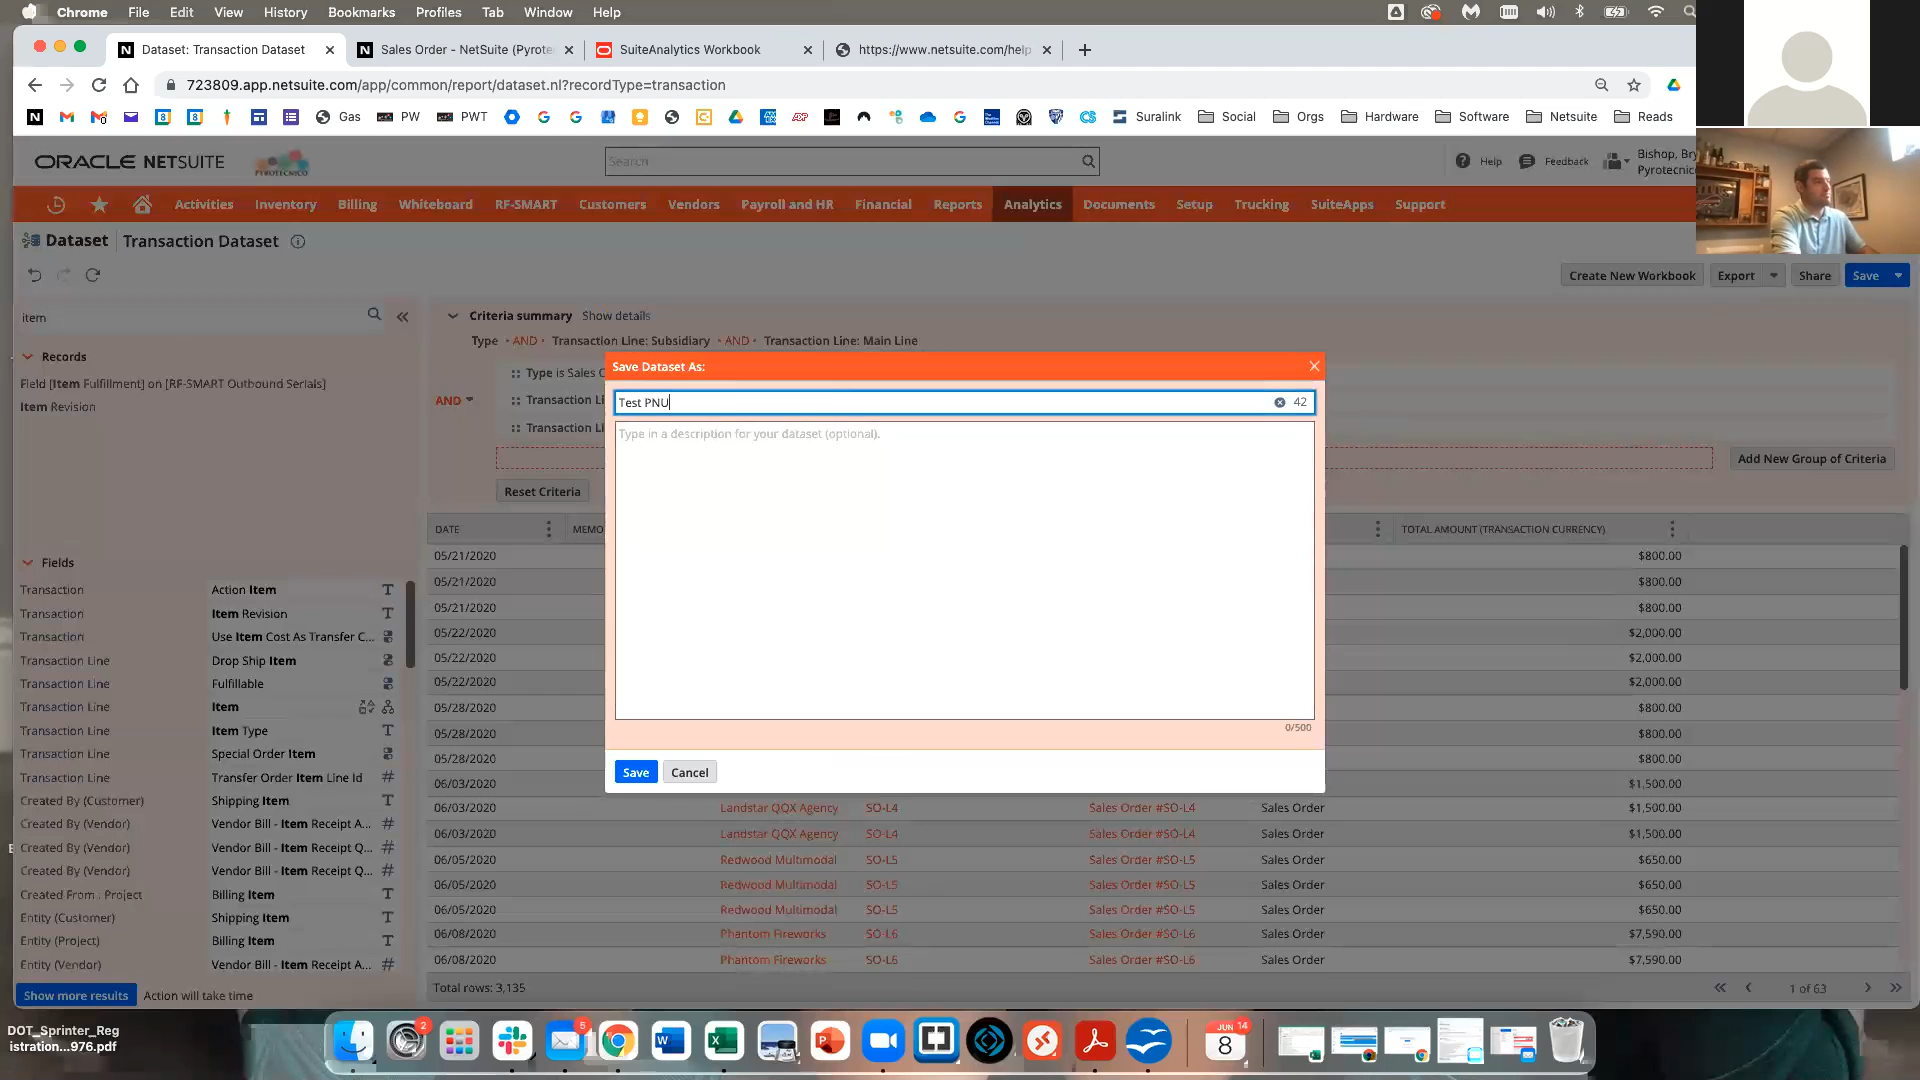 Chrome File Edit View History Bookmarks Profiles Tab Window Help
Dataset: Transaction Dataset
Sales Order - NetSuite (Pyrote
SuiteAnalytics Workbook
https://www.netsuite.com/help
723809.app.netsuite.com/app/common/report/dataset.nl?recordType=transaction
Gas PW PWT Suralink Social Orgs Hardware Software Netsuite Reads
ORACLE NETSUITE
PYROTECNICO
Search
Help Feedback
Bishop, Br
Pyrotecnic
Activities Inventory Billing Whiteboard RF-SMART Customers Vendors Payroll and HR Financial Reports Analytics Documents Setup Trucking SuiteApps Support
Dataset Transaction Dataset
Create New Workbook Export Share Save
item
Criteria summary Show details
Type • AND • Transaction Line: Subsidiary • AND • Transaction Line: Main Line
Records
Field [Item Fulfillment] on [RF-SMART Outbound Serials]
Item Revision
AND
Type is Sales O
Transaction Li
Transaction Li
Add New Group of Criteria
Reset Criteria
Save Dataset As:
Test PNU
42
Type in a description for your dataset (optional).
0/500
Save Cancel
DATE MEMO TOTAL AMOUNT (TRANSACTION CURRENCY)
05/21/2020 $800.00
05/21/2020 $800.00
05/21/2020 $800.00
05/22/2020 $2,000.00
05/22/2020 $2,000.00
05/22/2020 $2,000.00
05/28/2020 $800.00
05/28/2020 $800.00
05/28/2020 $800.00
06/03/2020 $1,500.00
06/03/2020 Landstar QQX Agency SO-L4 Sales Order #SO-L4 Sales Order $1,500.00
06/03/2020 Landstar QQX Agency SO-L4 Sales Order #SO-L4 Sales Order $1,500.00
06/05/2020 Redwood Multimodal SO-L5 Sales Order #SO-L5 Sales Order $650.00
06/05/2020 Redwood Multimodal SO-L5 Sales Order #SO-L5 Sales Order $650.00
06/05/2020 Redwood Multimodal SO-L5 Sales Order #SO-L5 Sales Order $650.00
06/08/2020 Phantom Fireworks SO-L6 Sales Order #SO-L6 Sales Order $7,590.00
06/08/2020 Phantom Fireworks SO-L6 Sales Order #SO-L6 Sales Order $7,590.00
Total rows: 3,135
1 of 63
Fields
Transaction Action Item
Transaction Item Revision
Transaction Use Item Cost As Transfer C...
Transaction Line Drop Ship Item
Transaction Line Fulfillable
Transaction Line Item
Transaction Line Item Type
Transaction Line Special Order Item
Transaction Line Transfer Order Item Line Id
Created By (Customer) Shipping Item
Created By (Vendor) Vendor Bill - Item Receipt A...
Created By (Vendor) Vendor Bill - Item Receipt Q...
Created By (Vendor) Vendor Bill - Item Receipt Q...
Created From . Project Billing Item
Entity (Customer) Shipping Item
Entity (Project) Billing Item
Entity (Vendor) Vendor Bill - Item Receipt A...
Show more results Action will take time
DOT_Sprinter_Reg
istration...976.pdf
2
5
JUN 14
8